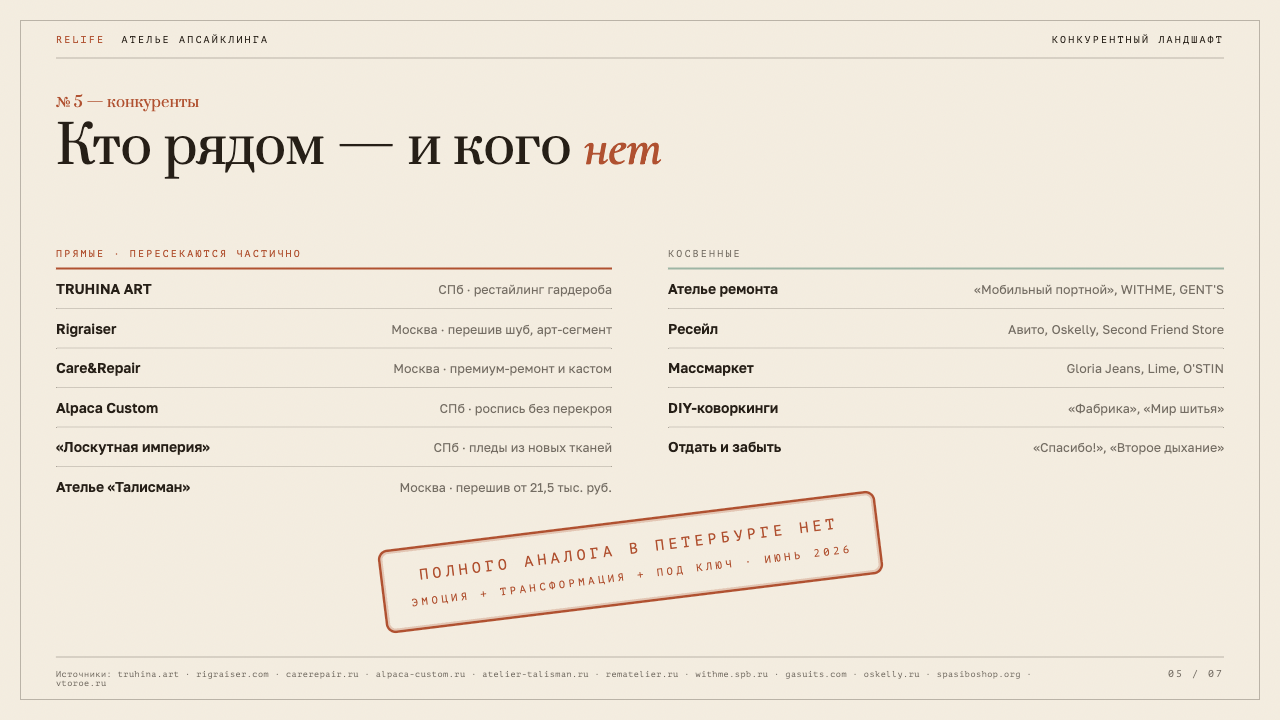 RELIFE АТЕЛЬЕ АПСАЙКЛИНГА
КОНКУРЕНТНЫЙ ЛАНДШАФТ
№ 5 — конкуренты
Кто рядом — и кого нет
ПРЯМЫЕ · ПЕРЕСЕКАЮТСЯ ЧАСТИЧНО
TRUHINA ART СПб · рестайлинг гардероба
Rigraiser Москва · перешив шуб, арт-сегмент
Care&Repair Москва · премиум-ремонт и кастом
Alpaca Custom СПб · роспись без перекроя
«Лоскутная империя» СПб · пледы из новых тканей
Ателье «Талисман» Москва · перешив от 21,5 тыс. руб.
КОСВЕННЫЕ
Ателье ремонта «Мобильный портной», WITHME, GENT'S
Ресейл Авито, Oskelly, Second Friend Store
Массмаркет Gloria Jeans, Lime, O'STIN
DIY-коворкинги «Фабрика», «Мир шитья»
Отдать и забыть «Спасибо!», «Второе дыхание»
ПОЛНОГО АНАЛОГА В ПЕТЕРБУРГЕ НЕТ
ЭМОЦИЯ + ТРАНСФОРМАЦИЯ + ПОД КЛЮЧ · ИЮНЬ 2026
Источники: truhina.art · rigraiser.com · carerepair.ru · alpaca-custom.ru · atelier-talisman.ru · rematelier.ru · withme.spb.ru · gasuits.com · oskelly.ru · spasiboshop.org ·
vtoroe.ru
05 / 07